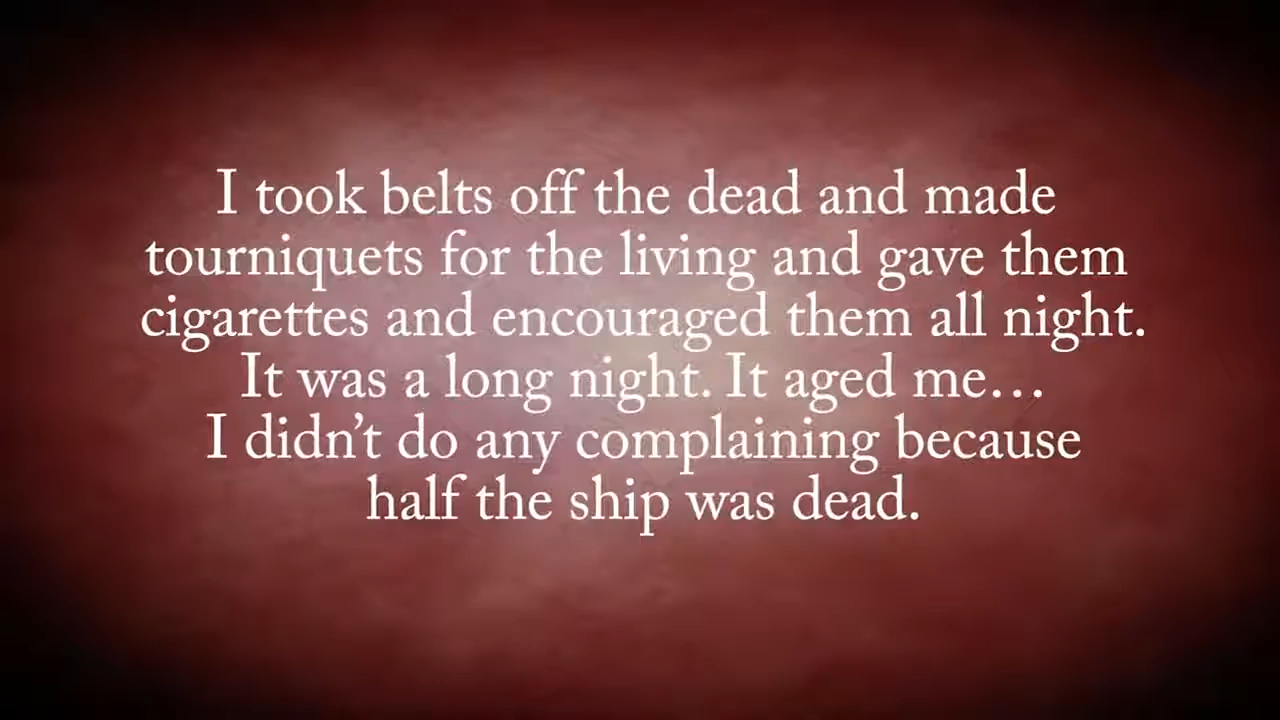 I took belts off the dead and made
tourniquets for the living and gave them
cigarettes and encouraged them all night.
It was a long night. It aged me…
I didn’t do any complaining because
half the ship was dead.